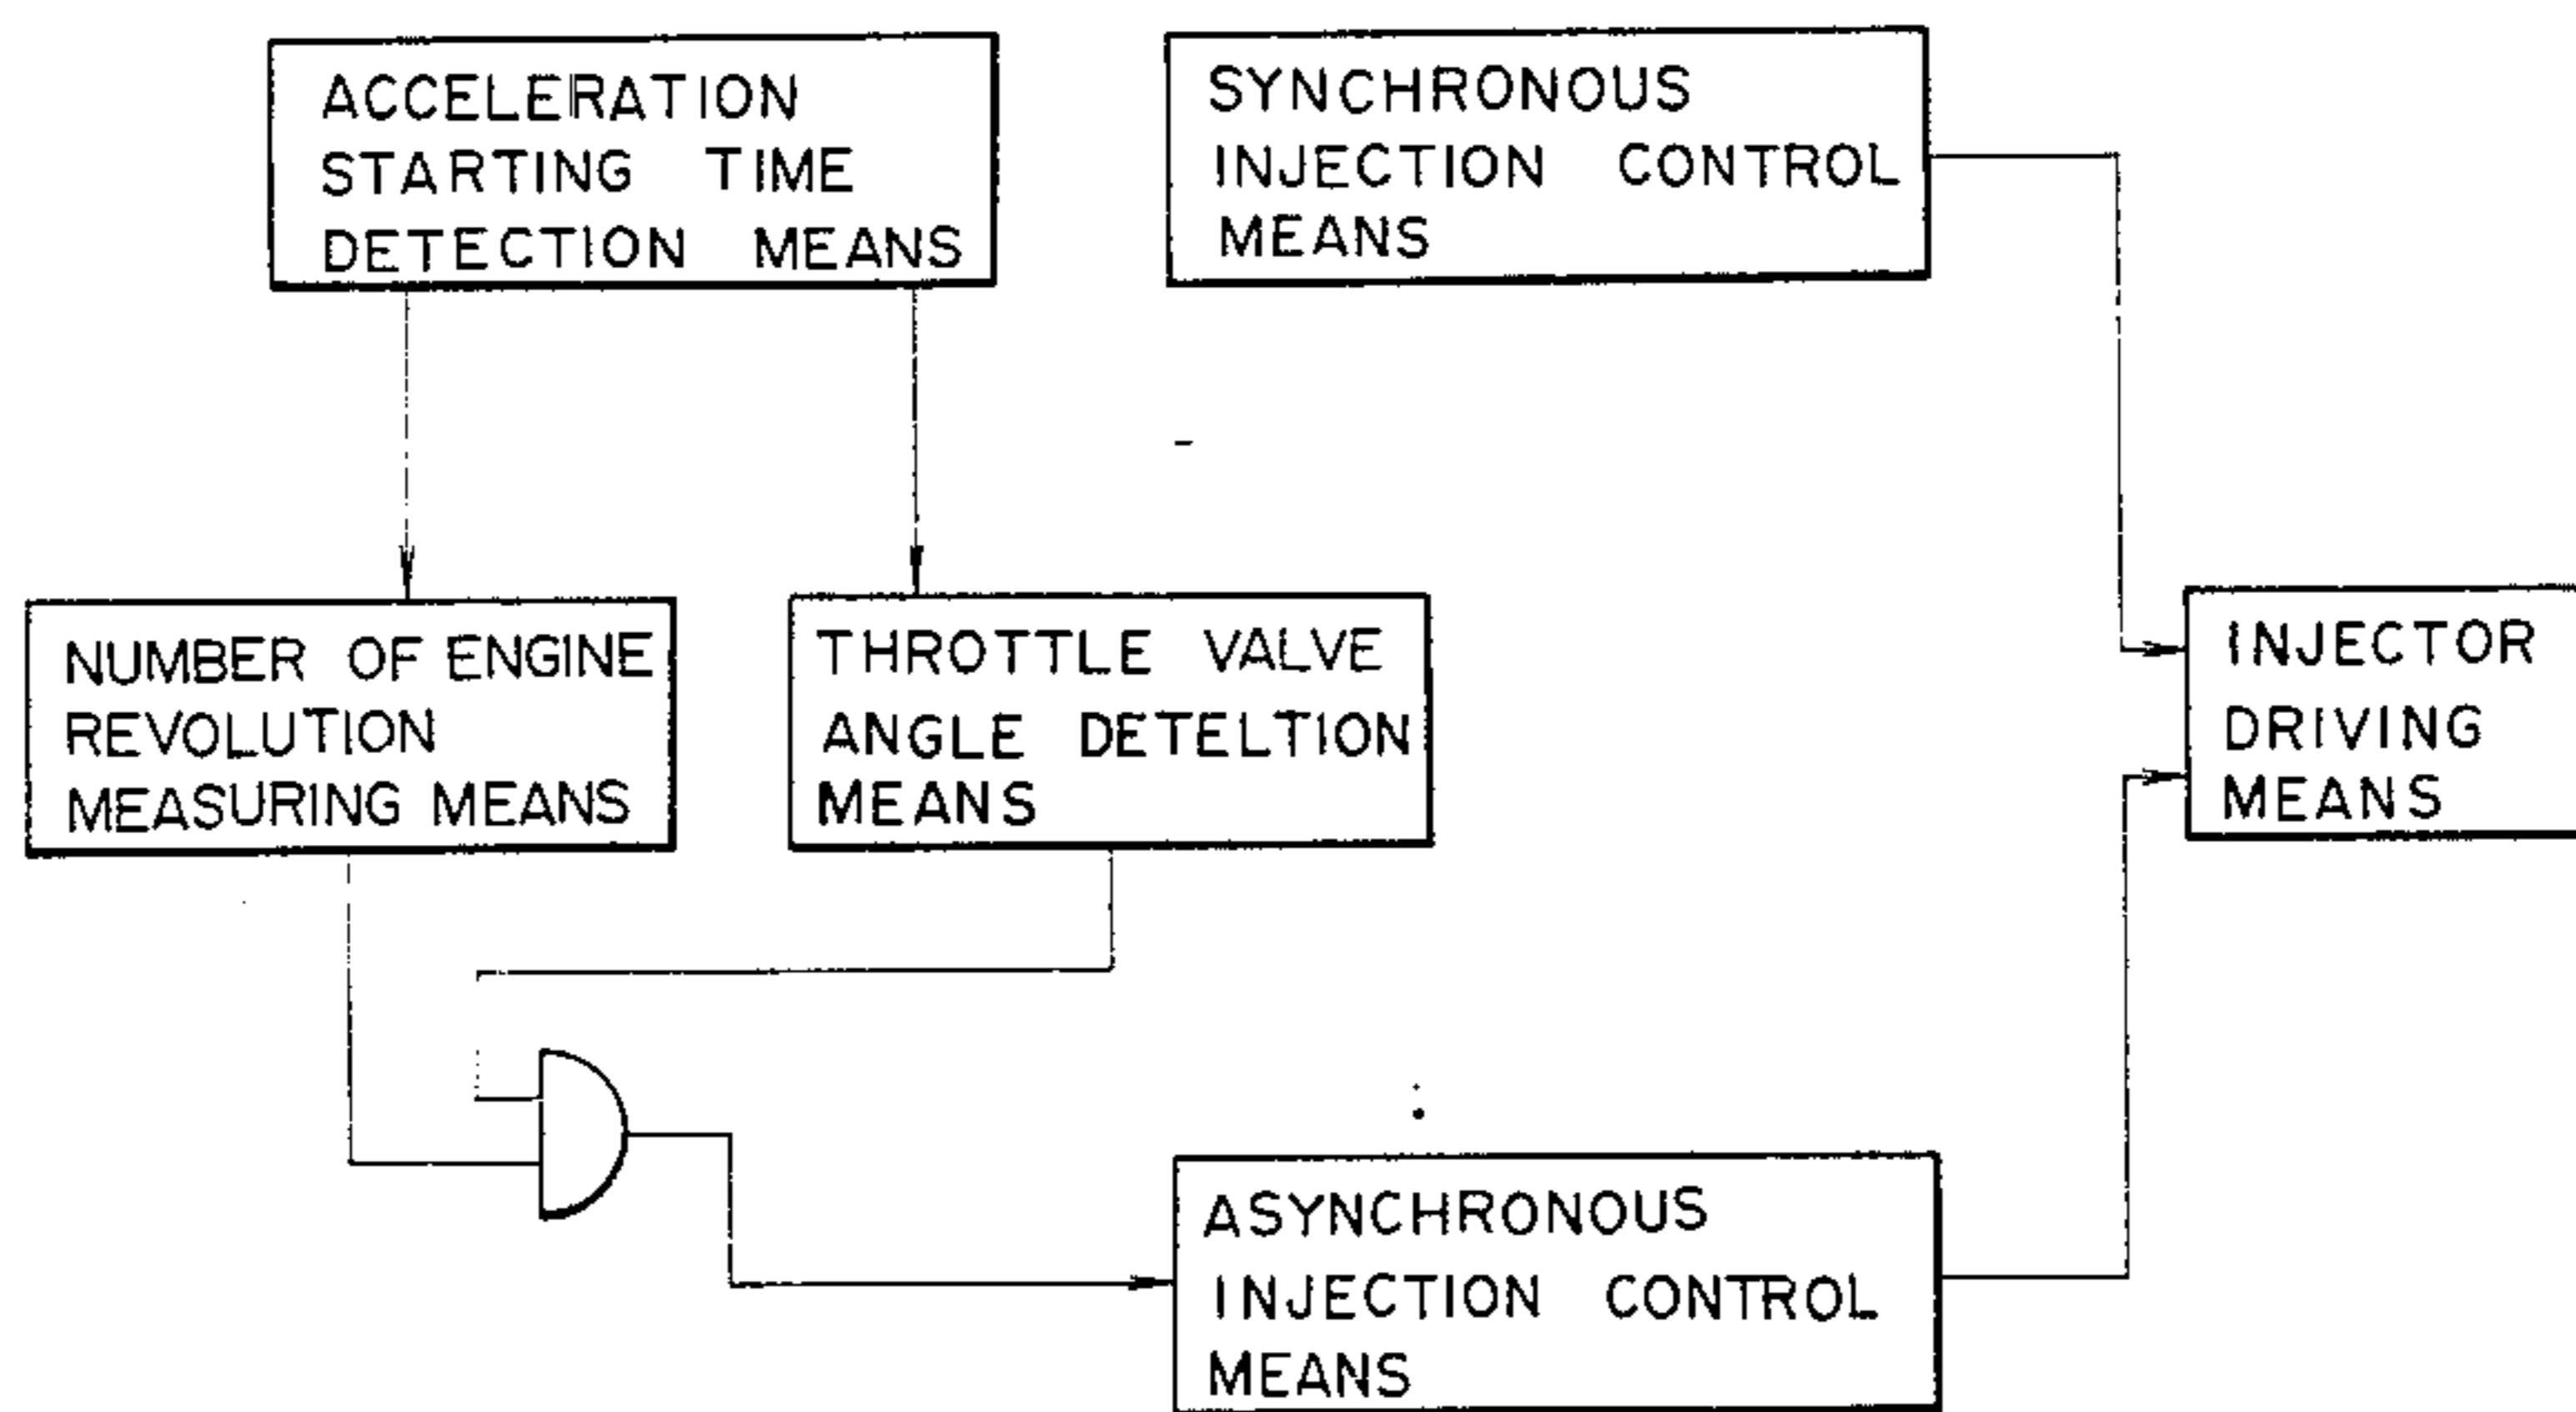 ACCELERATION
STARTING TIME
DETECTION MEANS
SYNCHRONOUS
INJECTION CONTROL
MEANS
NUMBER OF ENGINE
REVOLUTION
MEASURING MEANS
THROTTLE VALVE
ANGLE DETELTION
MEANS
INJECTOR
DRIVING
MEANS
ASYNCHRONOUS
INJECTION CONTROL
MEANS